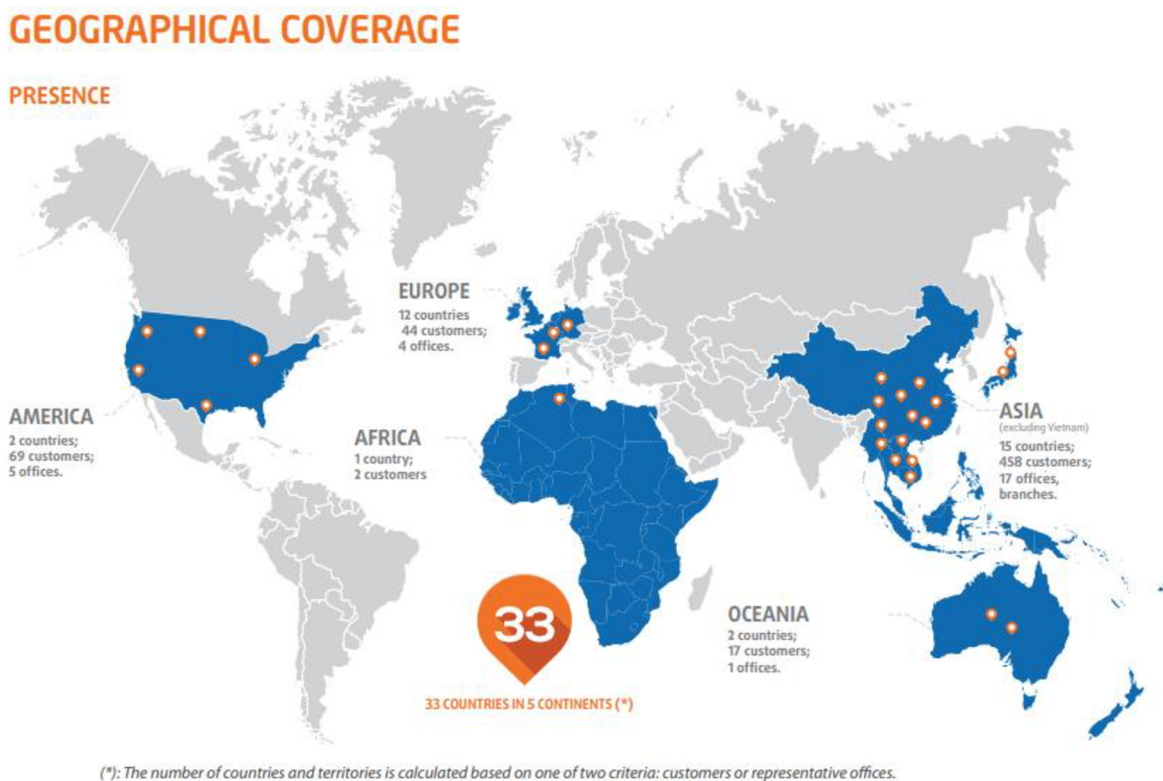 GEOGRAPHICAL COVERAGE
PRESENCE
EUROPE
12 countries
44 customers;
4 offices.
AMERICA
2 countries;
69 customers;
5 offices.
AFRICA
1 country;
2 customers
ASIA
(excluding Vietnam)
15 countries;
458 customers;
17 offices,
branches.
OCEANIA
2 countries;
17 customers;
1 offices.
33
33 COUNTRIES IN 5 CONTINENTS (*)
(*): The number of countries and territories is calculated based on one of two criteria: customers or representative offices.